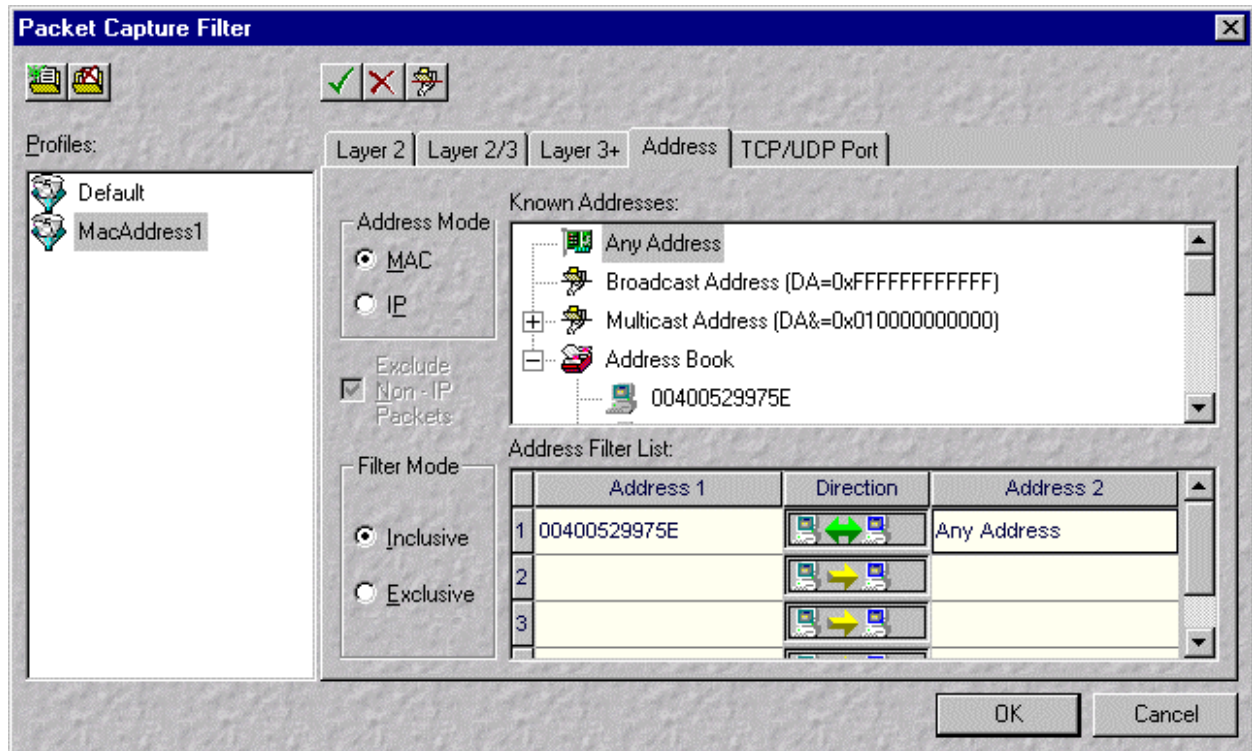 Packet Capture Filter
Profiles:
Default
MacAddress1
Layer 2
Layer 2/3
Layer 3+
Address
TCP/UDP Port
Address Mode
MAC
IP
Exclude
Non - IP
Packets
Filter Mode
Inclusive
Exclusive
Known Addresses:
Any Address
Broadcast Address (DA=0xFFFFFFFFFFFF)
Multicast Address (DA&=0x010000000000)
Address Book
00400529975E
Address Filter List:
Address 1 Direction Address 2
1 00400529975E Any Address
2
3
OK
Cancel